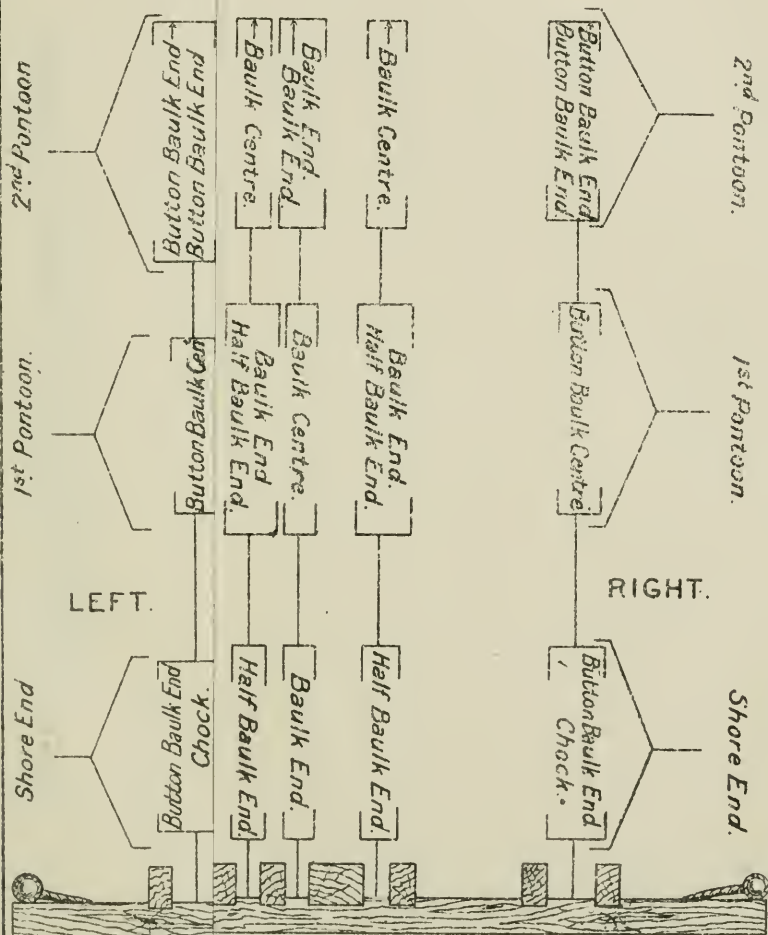 2nd Pontoon
Button Baulk End
Button Baulk End
Baulk Centre.
Baulk End.
Baulk End.
Baulk Centre.
Button Baulk End
Button Baulk End
2nd Pontoon.
1st Pontoon.
Button Baulk Cen
Baulk End
Half Baulk End.
Baulk Centre.
Baulk End.
Half Baulk End.
Button Baulk Centre
1st Pontoon.
LEFT.
RIGHT.
Shore End
Button Baulk End
Chock.
Half Baulk End.
Baulk End.
Half Baulk End.
Button Baulk End
Chock.
Shore End.